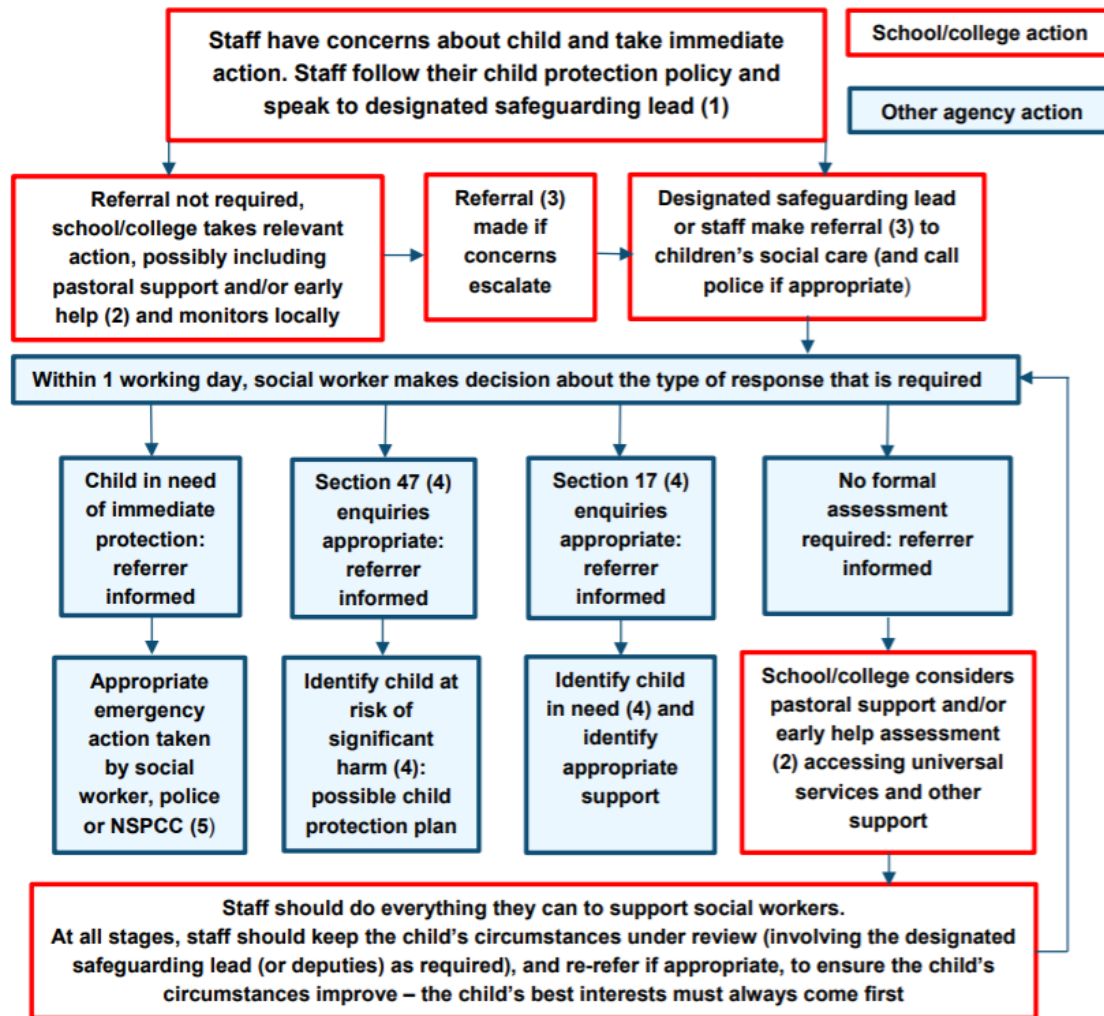 Staff have concerns about child and take immediate
action. Staff follow their child protection policy and
speak to designated safeguarding lead (1)
School/college action
Other agency action
Referral not required,
school/college takes relevant
action, possibly including
pastoral support and/or early
help (2) and monitors locally
Referral (3)
made if
concerns
escalate
Designated safeguarding lead
or staff make referral (3) to
children’s social care (and call
police if appropriate)
Within 1 working day, social worker makes decision about the type of response that is required
Child in need
of immediate
protection:
referrer
informed
Section 47 (4)
enquiries
appropriate:
referrer
informed
Section 17 (4)
enquiries
appropriate:
referrer
informed
No formal
assessment
required: referrer
informed
Appropriate
emergency
action taken
by social
worker, police
or NSPCC (5)
Identify child at
risk of
significant
harm (4):
possible child
protection plan
Identify child
in need (4) and
identify
appropriate
support
School/college considers
pastoral support and/or
early help assessment
(2) accessing universal
services and other
support
Staff should do everything they can to support social workers.
At all stages, staff should keep the child’s circumstances under review (involving the designated
safeguarding lead (or deputies) as required), and re-refer if appropriate, to ensure the child’s
circumstances improve – the child’s best interests must always come first